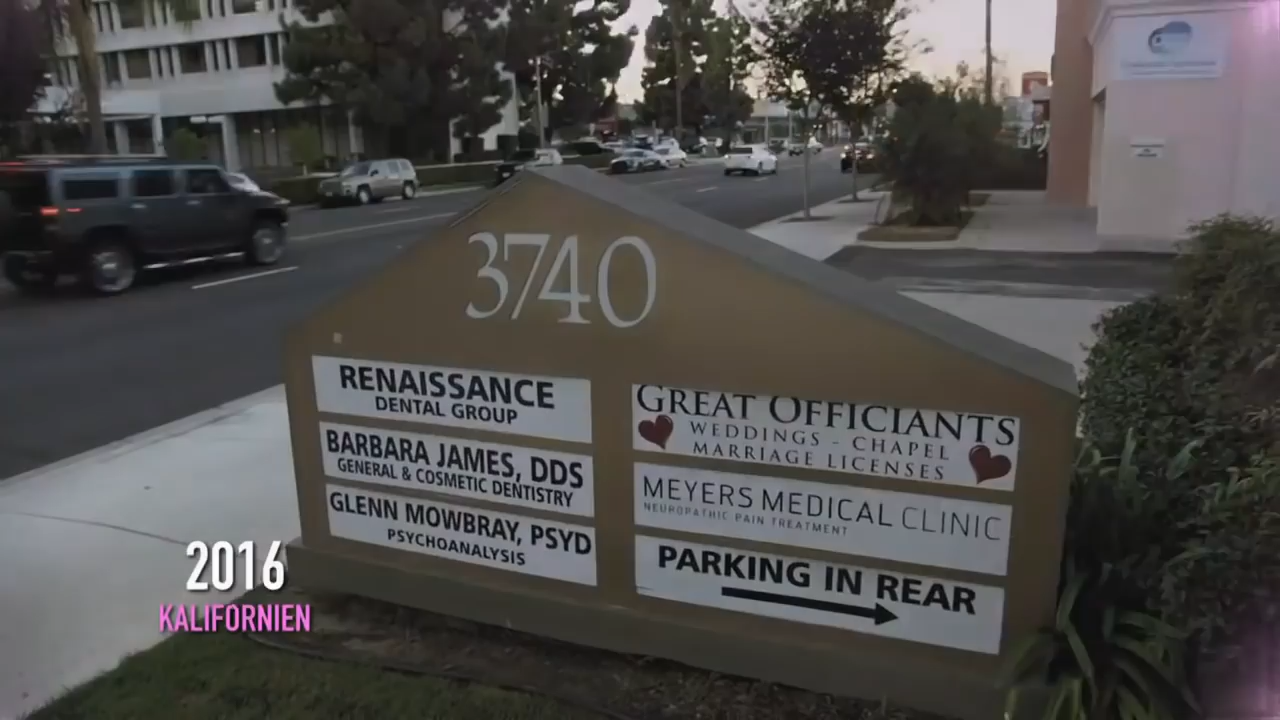 3740
RENAISSANCE
DENTAL GROUP
BARBARA JAMES, DDS
GENERAL & COSMETIC DENTISTRY
GLENN MOWBRAY, PSYD
PSYCHOANALYSIS
GREAT OFFICIANTS
WEDDINGS - CHAPEL
MARRIAGE LICENSES
MEYERS MEDICAL CLINIC
NEUROPATHIC PAIN TREATMENT
PARKING IN REAR
2016
KALIFORNIEN